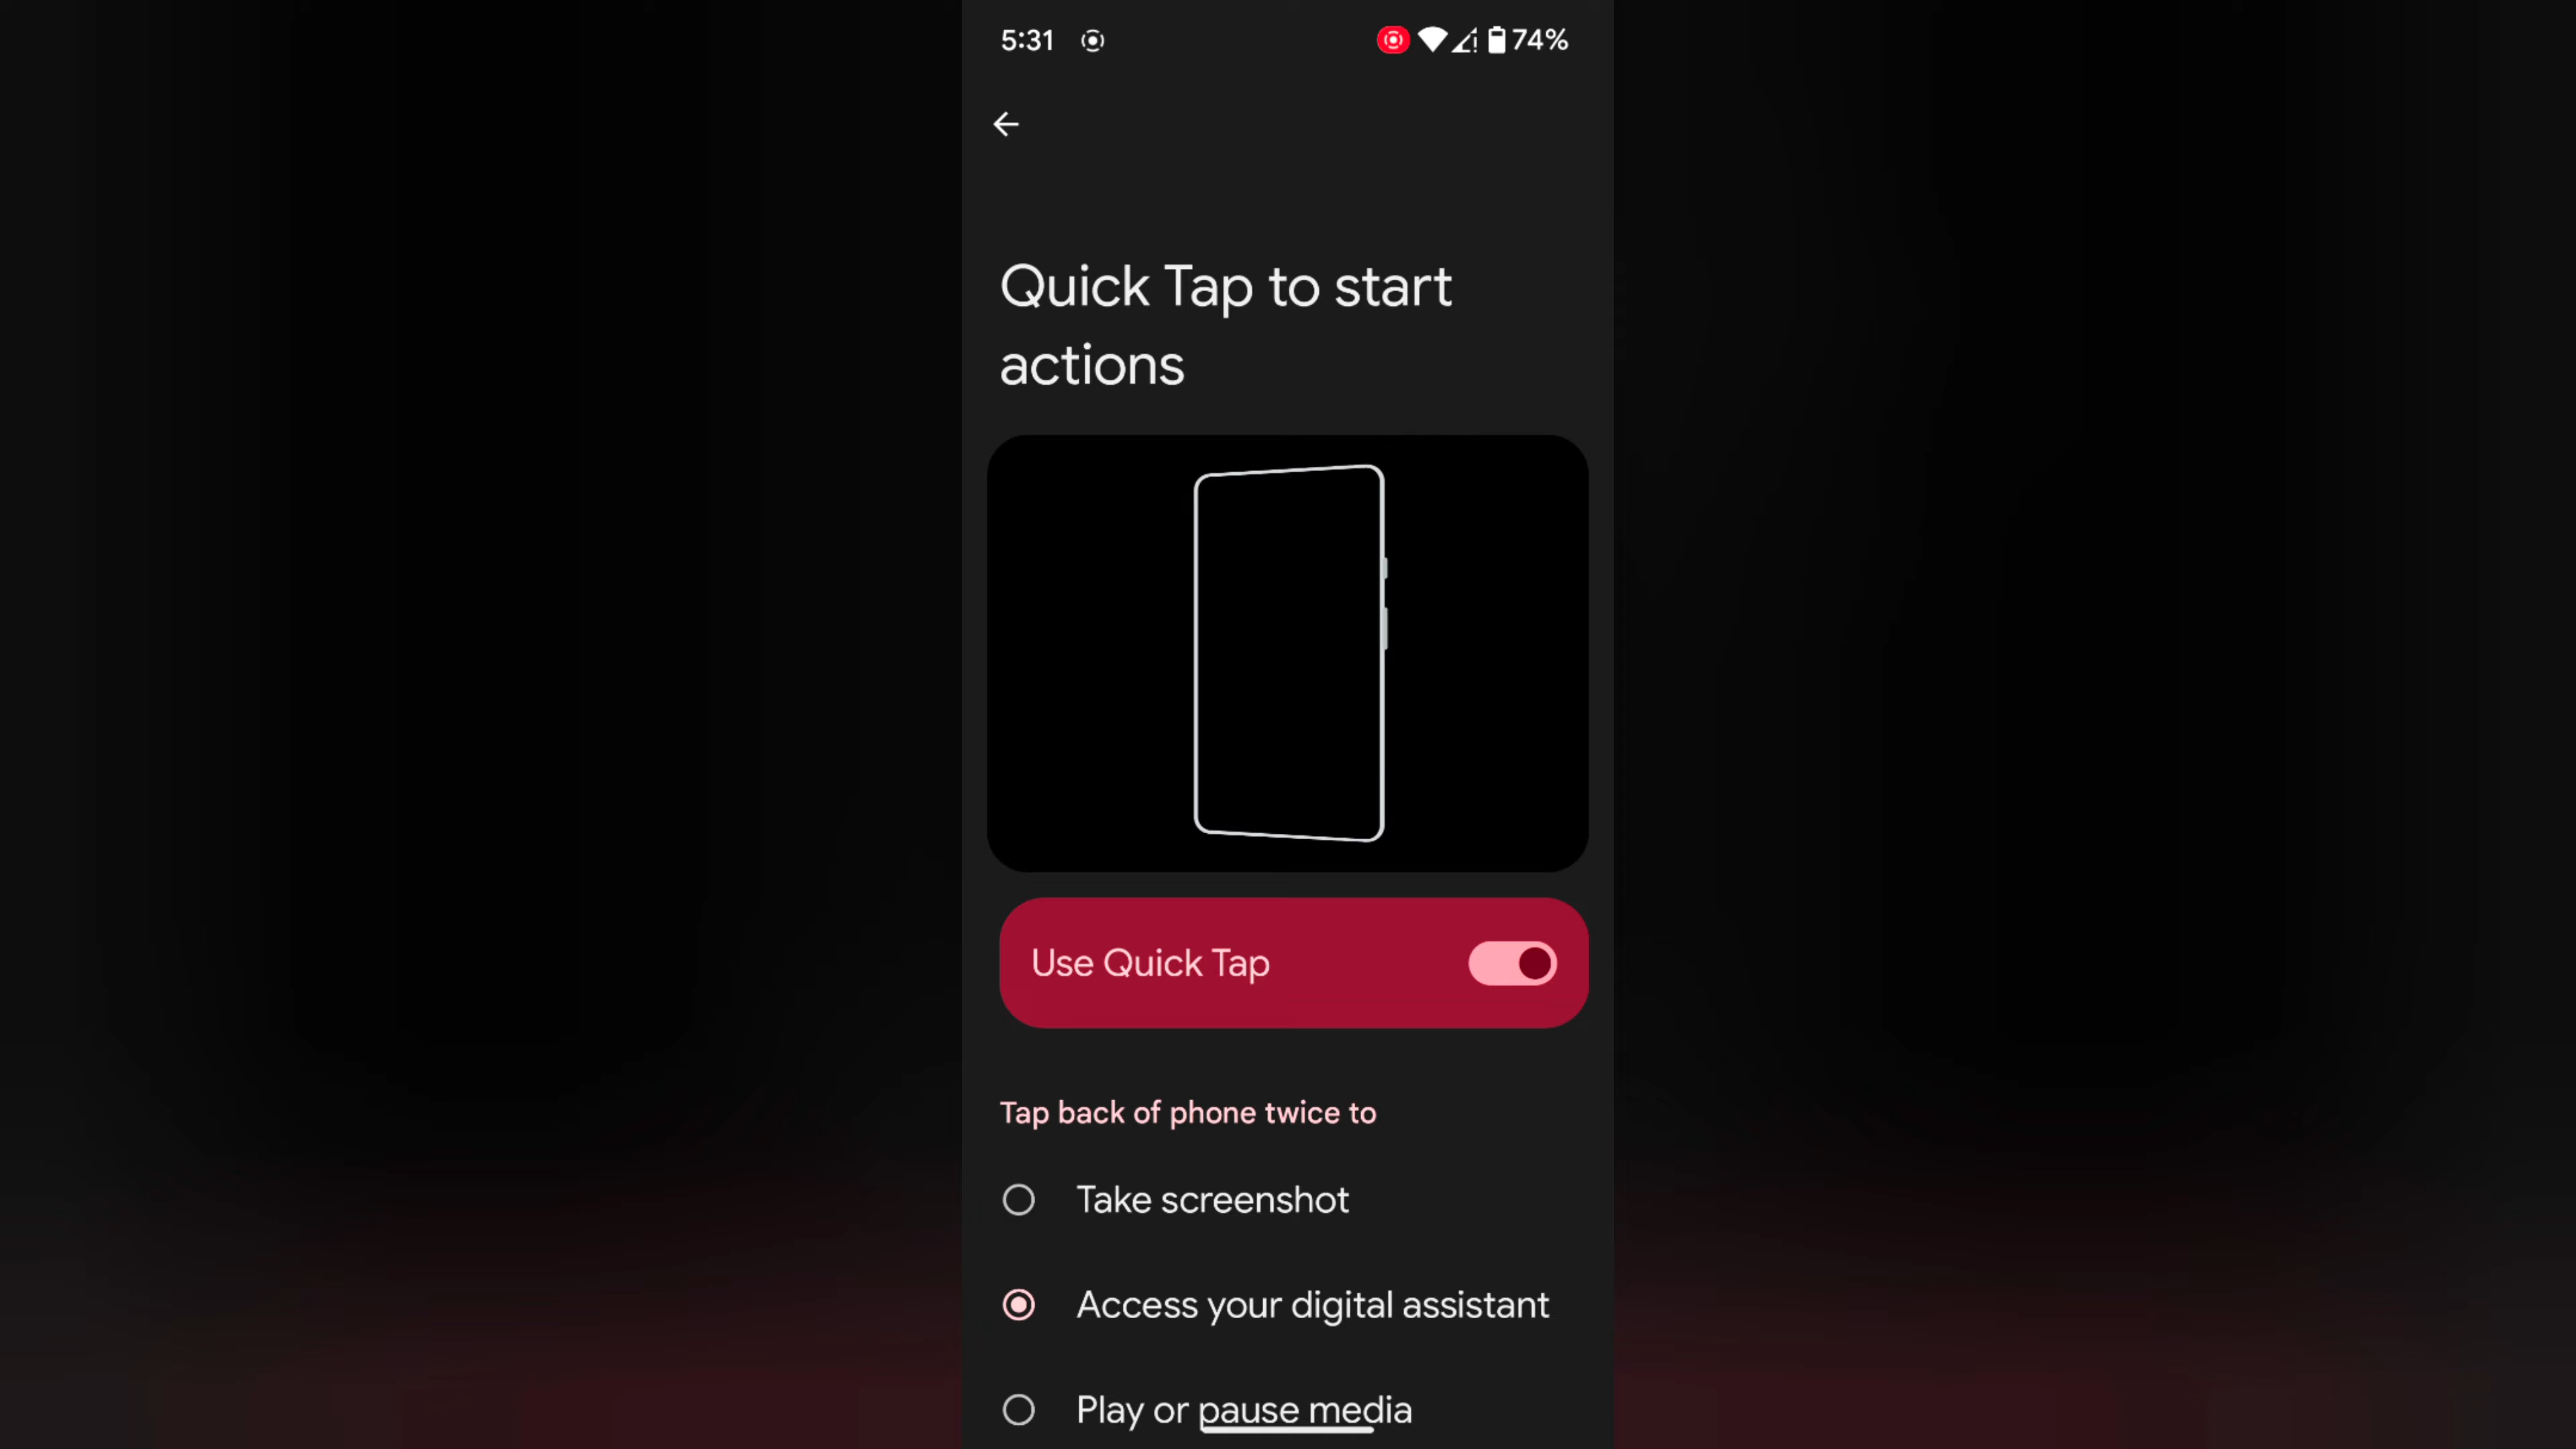 5:31 74%
Quick Tap to start
actions
Use Quick Tap
Tap back of phone twice to
Take screenshot
Access your digital assistant
Play or pause media